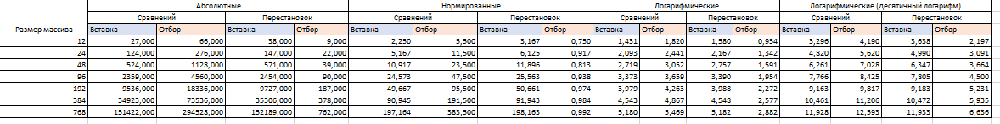 Абсолютные Нормированные Логарифмические Логарифмические (десятичный логарифм)
Сравнений Перестановок Сравнений Перестановок Сравнений Перестановок Сравнений Перестановок
Размер массива Вставка Отбор Вставка Отбор Вставка Отбор Вставка Отбор Вставка Отбор Вставка Отбор Вставка Отбор Вставка Отбор
12 27,000 66,000 38,000 9,000 2,250 5,500 3,167 0,750 1,431 1,820 1,580 0,954 3,296 4,190 3,638 2,197
24 124,000 276,000 147,000 22,000 5,167 11,500 6,125 0,917 2,093 2,441 2,167 1,342 4,820 5,620 4,990 3,091
48 524,000 1128,000 571,000 39,000 10,917 23,500 11,896 0,813 2,719 3,052 2,757 1,591 6,261 7,028 6,347 3,664
96 2359,000 4560,000 2454,000 90,000 24,573 47,500 25,563 0,938 3,373 3,659 3,390 1,954 7,766 8,425 7,805 4,500
192 9536,000 18336,000 9727,000 187,000 49,667 95,500 50,661 0,974 3,979 4,263 3,988 2,272 9,163 9,817 9,183 5,231
384 34923,000 73536,000 35306,000 378,000 90,945 191,500 91,943 0,984 4,543 4,867 4,548 2,577 10,461 11,206 10,472 5,935
768 151422,000 294528,000 152189,000 762,000 197,164 383,500 198,163 0,992 5,180 5,469 5,182 2,882 11,928 12,593 11,933 6,636